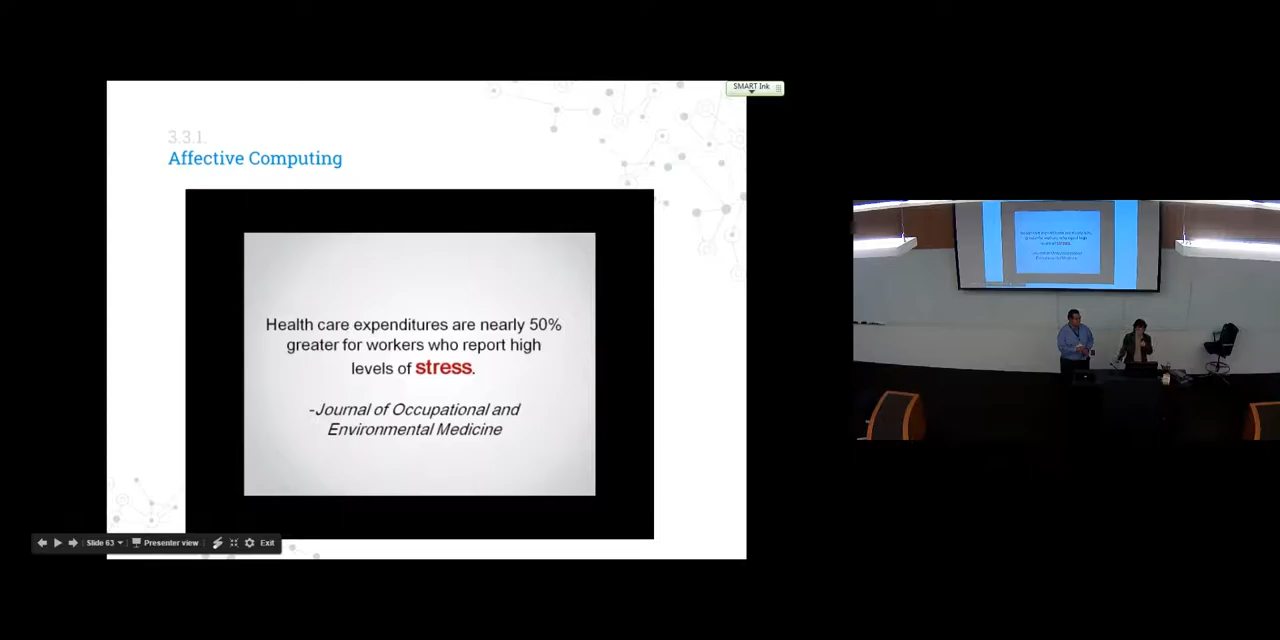 SMART Ink
3.3.1.
Affective Computing
Health care expenditures are nearly 50%
greater for workers who report high
levels of stress.
-Journal of Occupational and
Environmental Medicine
Slide 63
Presenter view
Exit